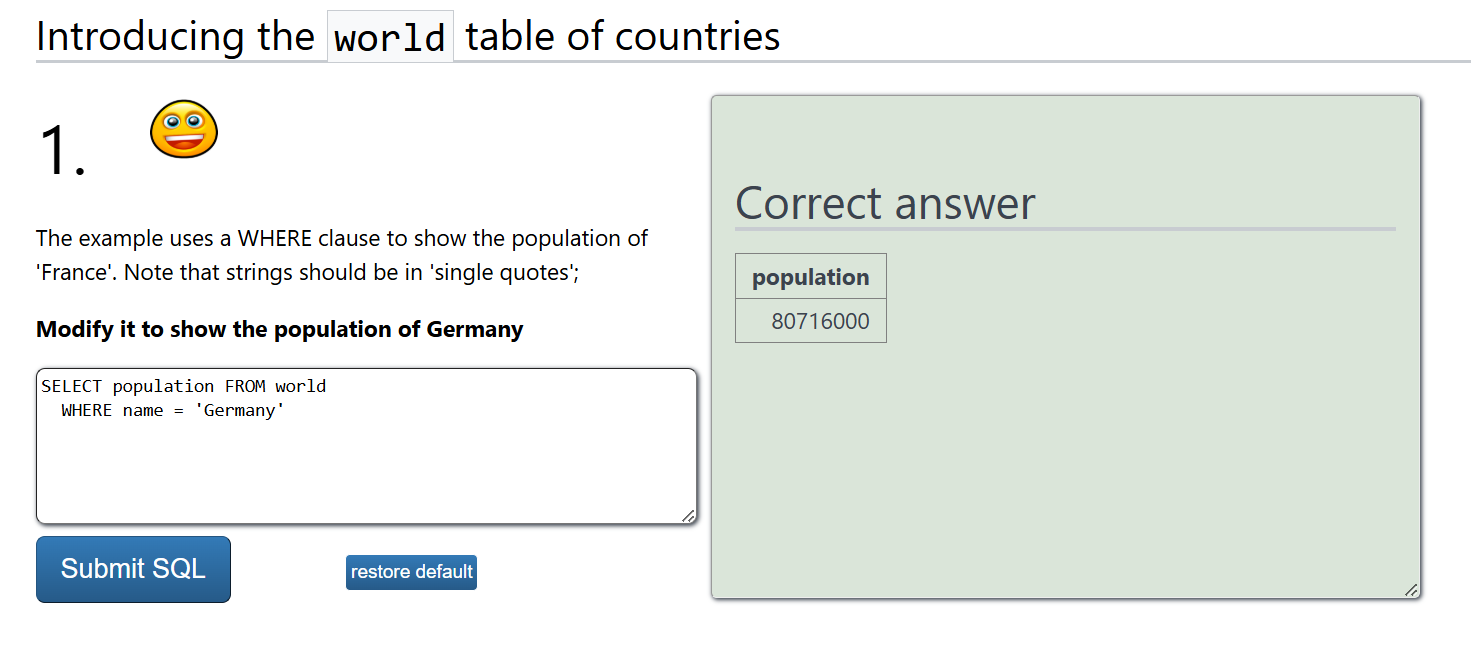 Introducing the world table of countries
1.
The example uses a WHERE clause to show the population of
'France'. Note that strings should be in 'single quotes';
Modify it to show the population of Germany
SELECT population FROM world
  WHERE name = 'Germany'
Submit SQL
restore default
Correct answer
population
80716000